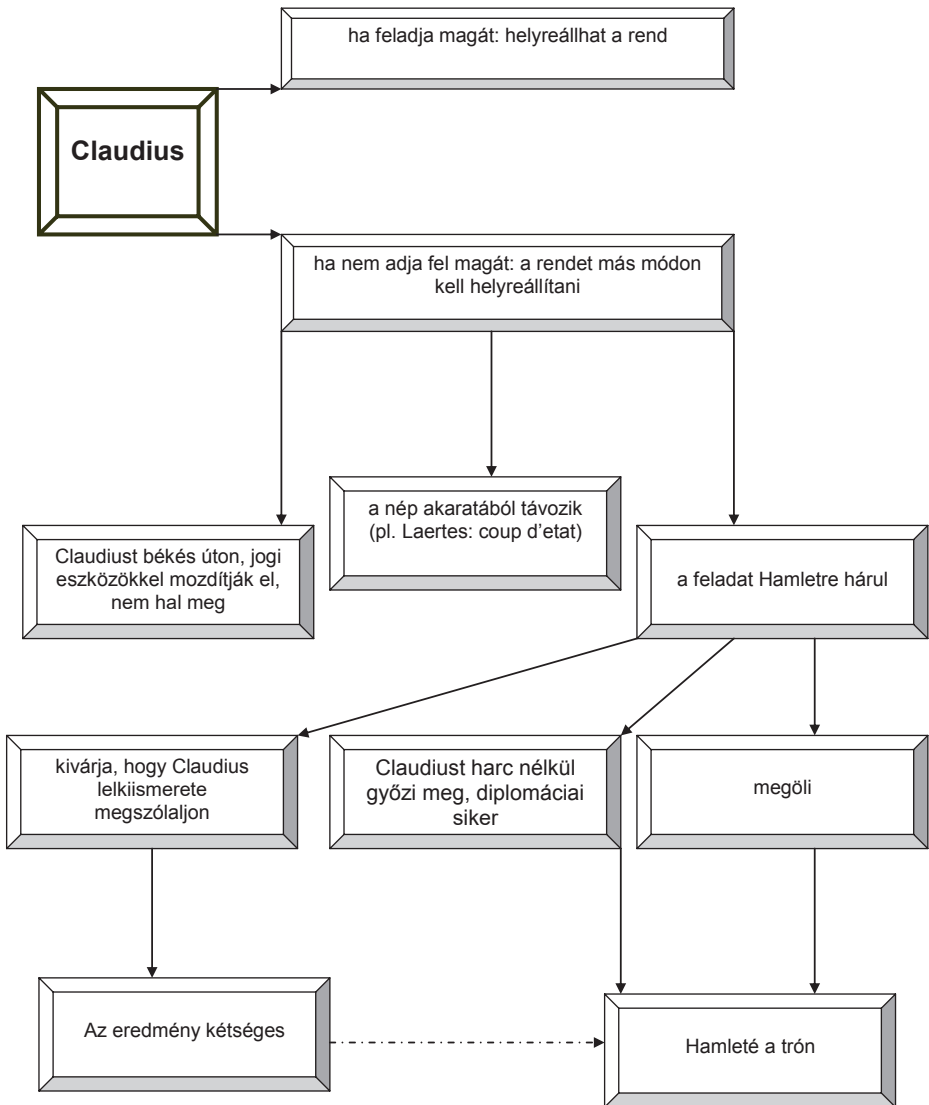 ha feladja magát: helyreállhat a rend
Claudius
ha nem adja fel magát: a rendet más módon
kell helyreállítani
a nép akaratából távozik
(pl. Laertes: coup d'etat)
Claudiust békés úton, jogi
eszközökkel mozdítják el,
nem hal meg
a feladat Hamletre hárul
kivárja, hogy Claudius
lelkiismerete
megszólaljon
Claudiust harc nélkül
győzi meg, diplomáciai
siker
megöli
Az eredmény kétséges
Hamleté a trón